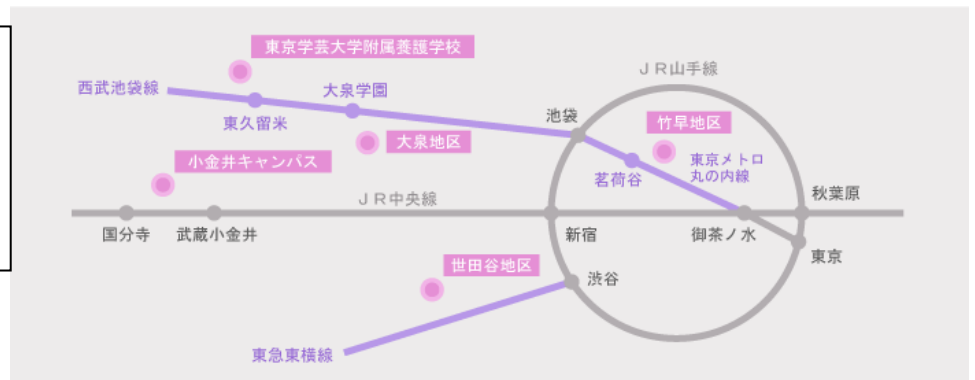 東京学芸大学附属養護学校
JR山手線
西武池袋線
大泉学園
東久留米
池袋
竹早地区
大泉地区
小金井キャンパス
茗荷谷
東京メトロ
丸の内線
JR中央線
秋葉原
国分寺
武蔵小金井
新宿
御茶ノ水
東京
世田谷地区
渋谷
東急東横線